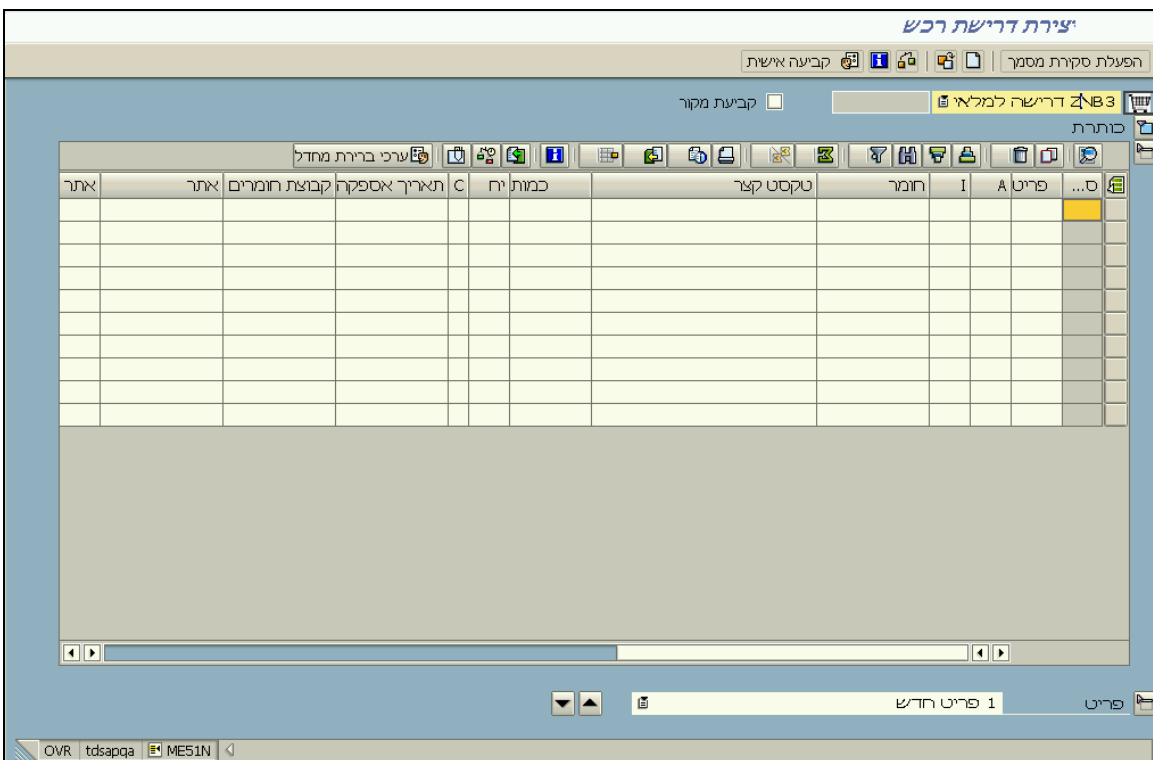 יצירת דרישת רכש
הפעלת סקירת מסמך קביעה אישית
ZNB3 דרישה למלאי קביעת מקור
כותרת
ערכי ברירת מחדל
ס... פריט A I חומר טקסט קצר כמות יח C תאריך אספקה קבוצת חומרים אתר אתר
פריט 1 פריט חדש
OVR tdsapqa ME51N